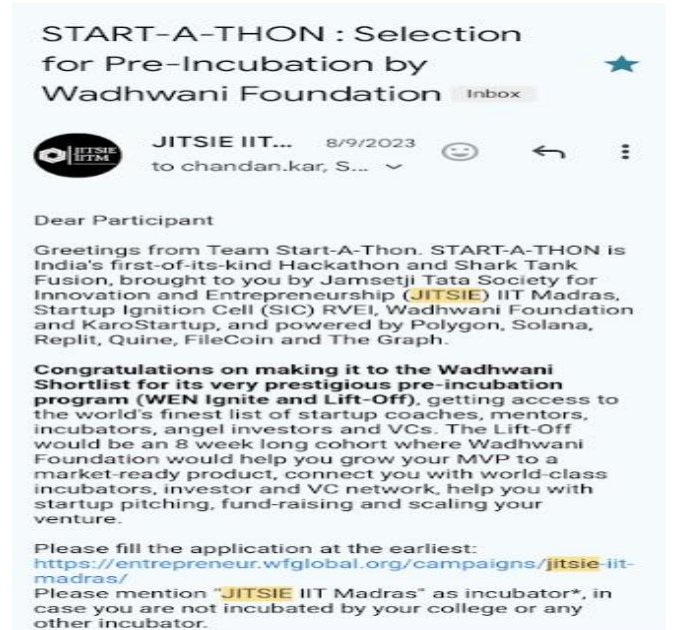 START-A-THON : Selection
for Pre-Incubation by
Wadhwani Foundation Inbox
JITSIE
IITM
JITSIE IIT... 8/9/2023
to chandan.kar, S...
Dear Participant
Greetings from Team Start-A-Thon. START-A-THON is
India's first-of-its-kind Hackathon and Shark Tank
Fusion, brought to you by Jamsetji Tata Society for
Innovation and Entrepreneurship (JITSIE) IIT Madras,
Startup Ignition Cell (SIC) RVEI, Wadhwani Foundation
and KaroStartup, and powered by Polygon, Solana,
Replit, Quine, FileCoin and The Graph.
Congratulations on making it to the Wadhwani
Shortlist for its very prestigious pre-incubation
program (WEN Ignite and Lift-Off), getting access to
the world's finest list of startup coaches, mentors,
incubators, angel investors and VCs. The Lift-Off
would be an 8 week long cohort where Wadhwani
Foundation would help you grow your MVP to a
market-ready product, connect you with world-class
incubators, investor and VC network, help you with
startup pitching, fund-raising and scaling your
venture.
Please fill the application at the earliest:
https://entrepreneur.wfglobal.org/campaigns/jitsie-iit-
madras/
Please mention "JITSIE IIT Madras" as incubator*, in
case you are not incubated by your college or any
other incubator.